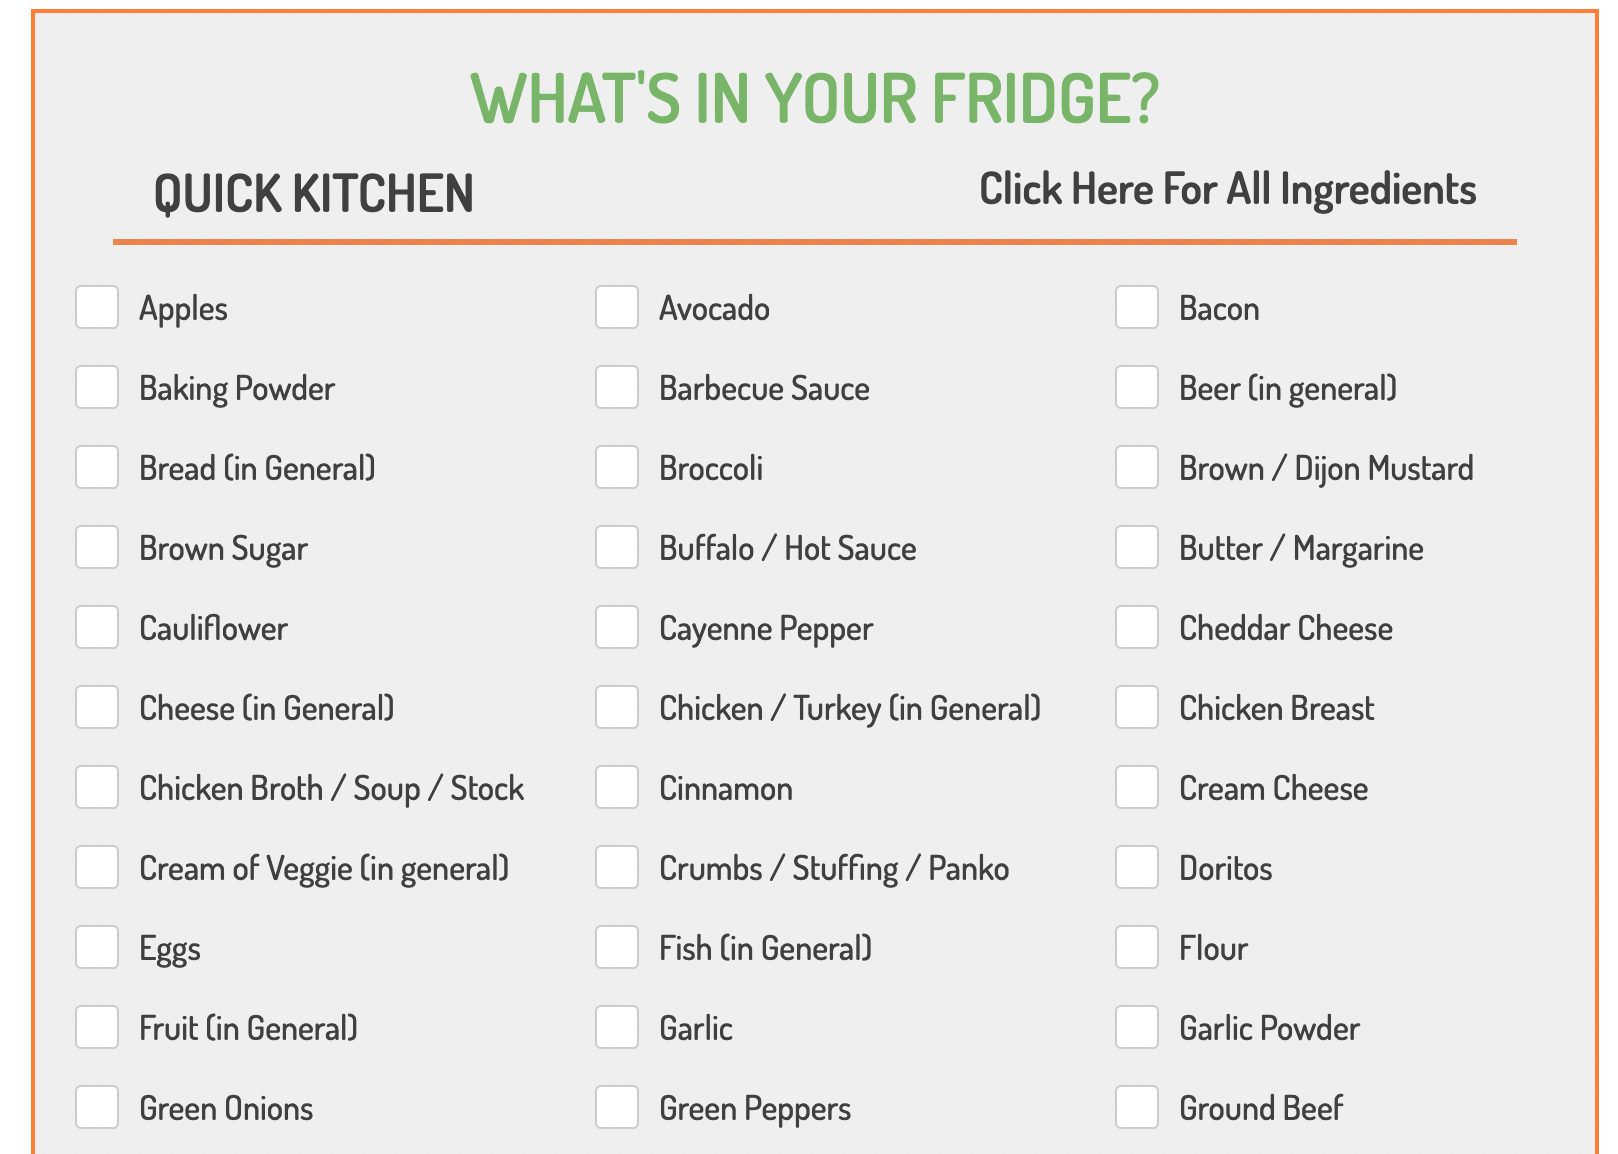 WHAT'S IN YOUR FRIDGE?
QUICK KITCHEN
Click Here For All Ingredients
Apples
Avocado
Bacon
Baking Powder
Barbecue Sauce
Beer (in general)
Bread (in General)
Broccoli
Brown / Dijon Mustard
Brown Sugar
Buffalo / Hot Sauce
Butter / Margarine
Cauliflower
Cayenne Pepper
Cheddar Cheese
Cheese (in General)
Chicken / Turkey (in General)
Chicken Breast
Chicken Broth / Soup / Stock
Cinnamon
Cream Cheese
Cream of Veggie (in general)
Crumbs / Stuffing / Panko
Doritos
Eggs
Fish (in General)
Flour
Fruit (in General)
Garlic
Garlic Powder
Green Onions
Green Peppers
Ground Beef